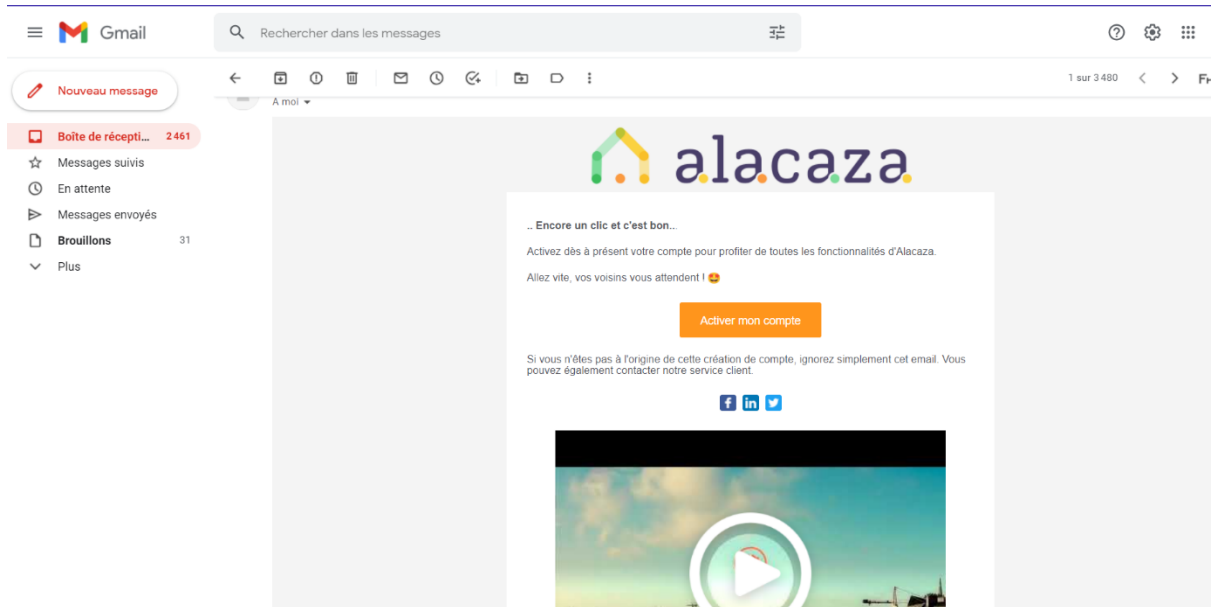 Gmail
Rechercher dans les messages
Nouveau message
1 sur 3 480
À moi
Boîte de récepti... 2 461
Messages suivis
En attente
Messages envoyés
Brouillons 31
Plus
alacaza
.. Encore un clic et c'est bon...
Activez dès à présent votre compte pour profiter de toutes les fonctionnalités d'Alacaza.
Allez vite, vos voisins vous attendent ! 🤩
Activer mon compte
Si vous n'êtes pas à l'origine de cette création de compte, ignorez simplement cet email. Vous
pouvez également contacter notre service client.